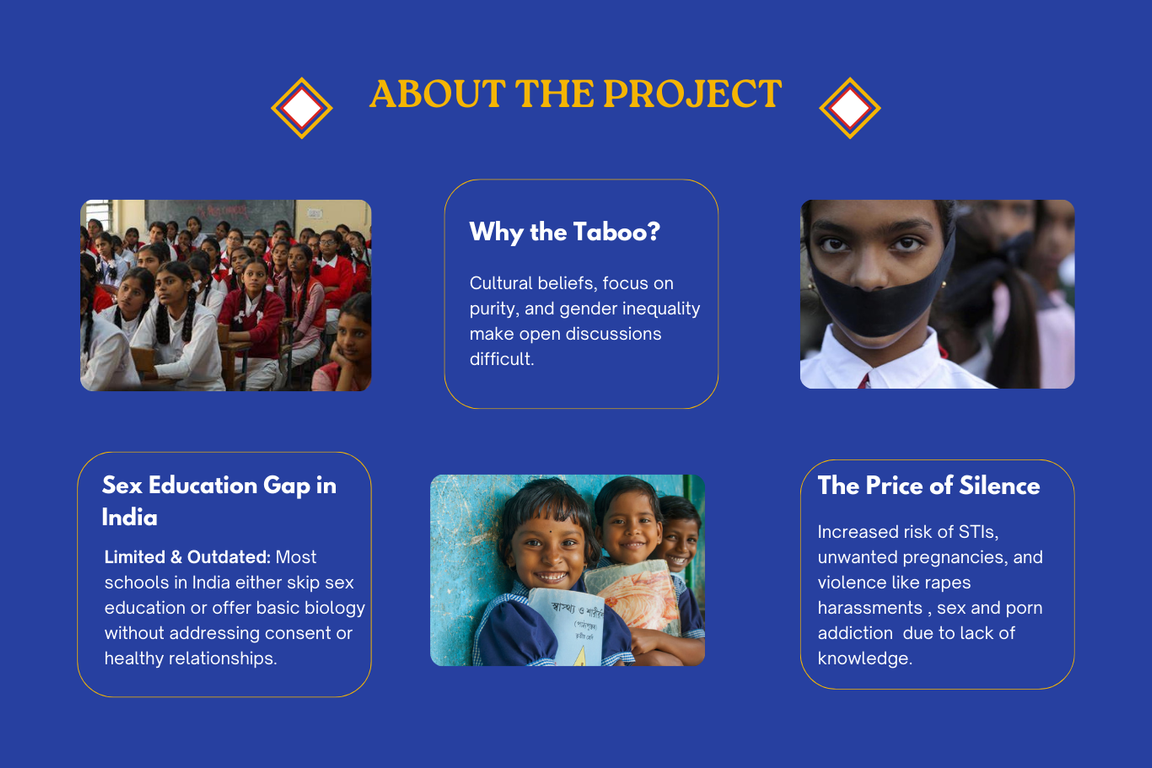 ABOUT THE PROJECT
Why the Taboo?
Cultural beliefs, focus on
purity, and gender inequality
make open discussions
difficult.
Sex Education Gap in
India
Limited & Outdated: Most
schools in India either skip sex
education or offer basic biology
without addressing consent or
healthy relationships.
স্বাস্থ্য ও শারীরি
The Price of Silence
Increased risk of STIs,
unwanted pregnancies, and
violence like rapes
harassments , sex and porn
addiction  due to lack of
knowledge.